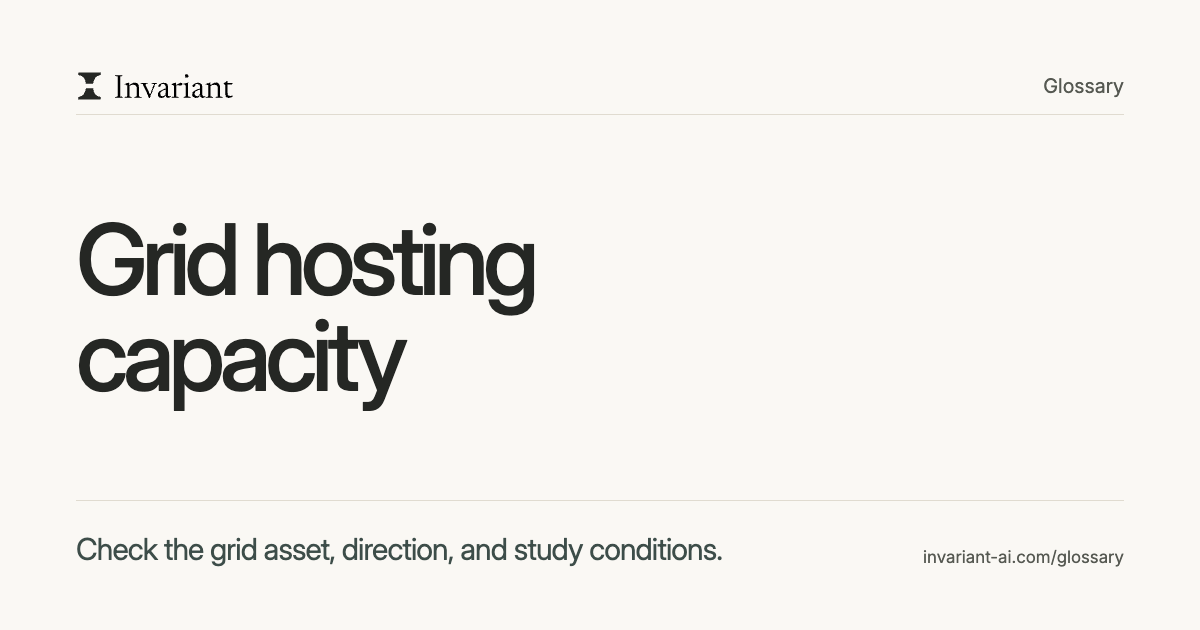 Invariant
Glossary
Grid hosting
capacity
Check the grid asset, direction, and study conditions.
invariant-ai.com/glossary